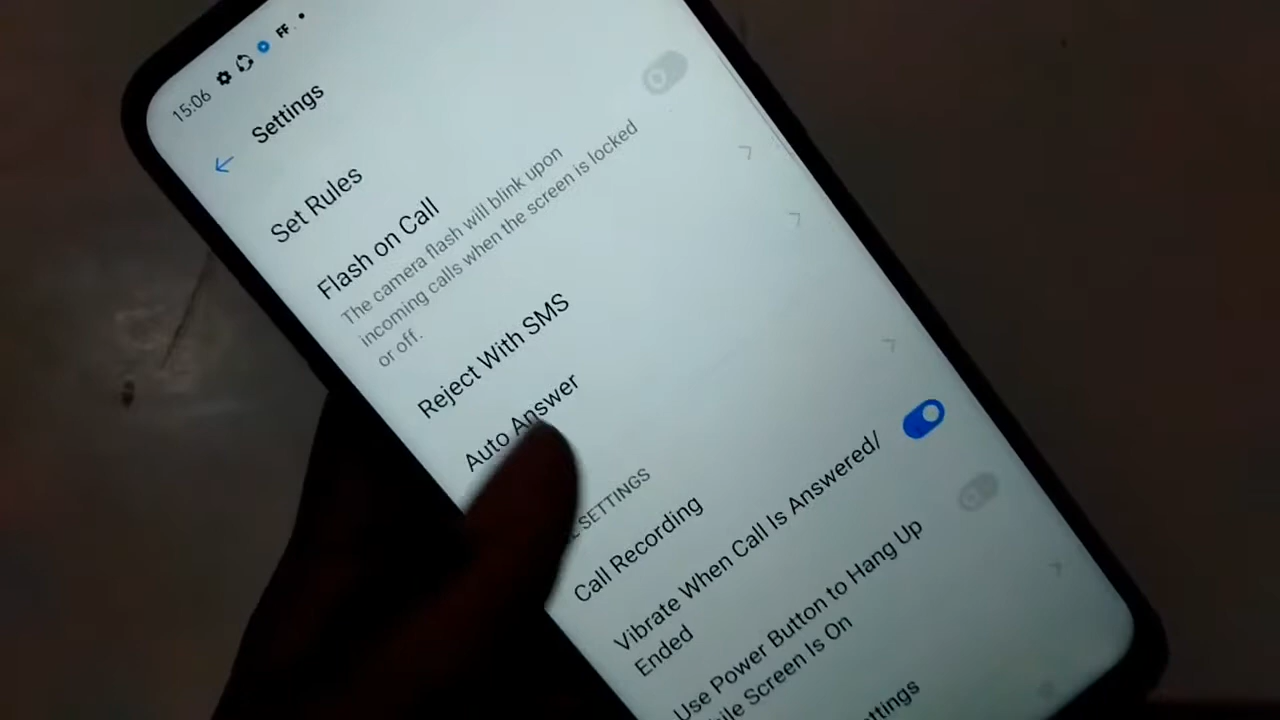 15:06
Settings
Set Rules
Flash on Call
The camera flash will blink upon
incoming calls when the screen is locked
or off.
Reject With SMS
Auto Answer
SETTINGS
Call Recording
Vibrate When Call Is Answered/
Ended
Use Power Button to Hang Up
Screen Is On